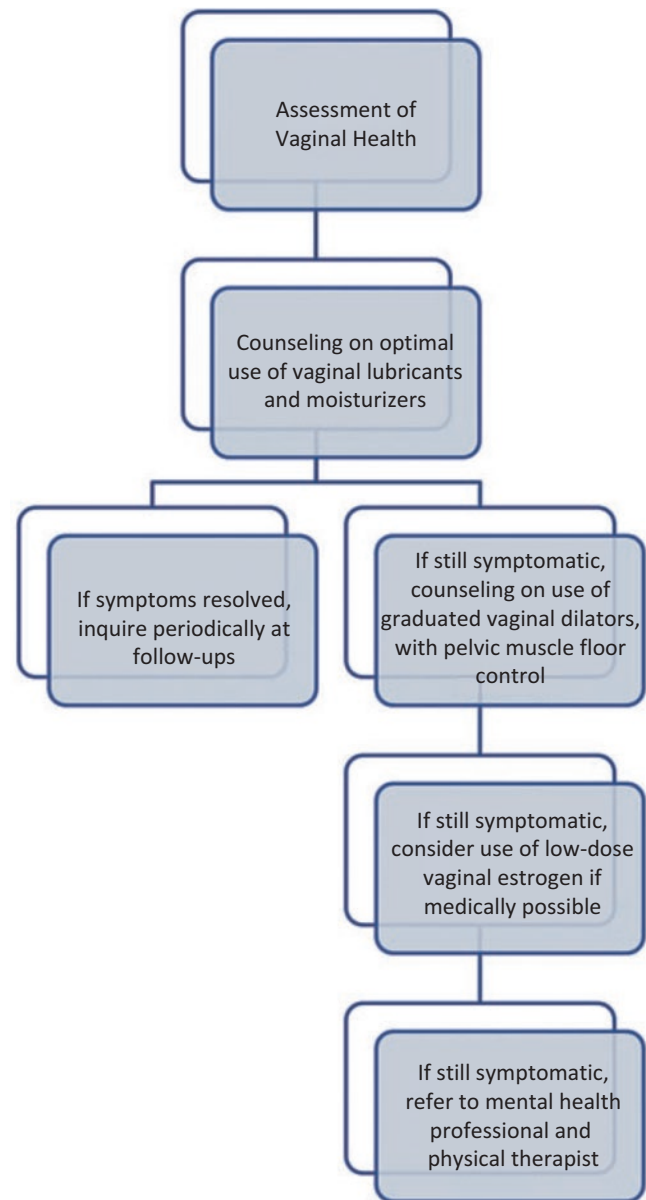 Assessment of
Vaginal Health
Counseling on optimal
use of vaginal lubricants
and moisturizers
If symptoms resolved,
inquire periodically at
follow-ups
If still symptomatic,
counseling on use of
graduated vaginal dilators,
with pelvic muscle floor
control
If still symptomatic,
consider use of low-dose
vaginal estrogen if
medically possible
If still symptomatic,
refer to mental health
professional and
physical therapist